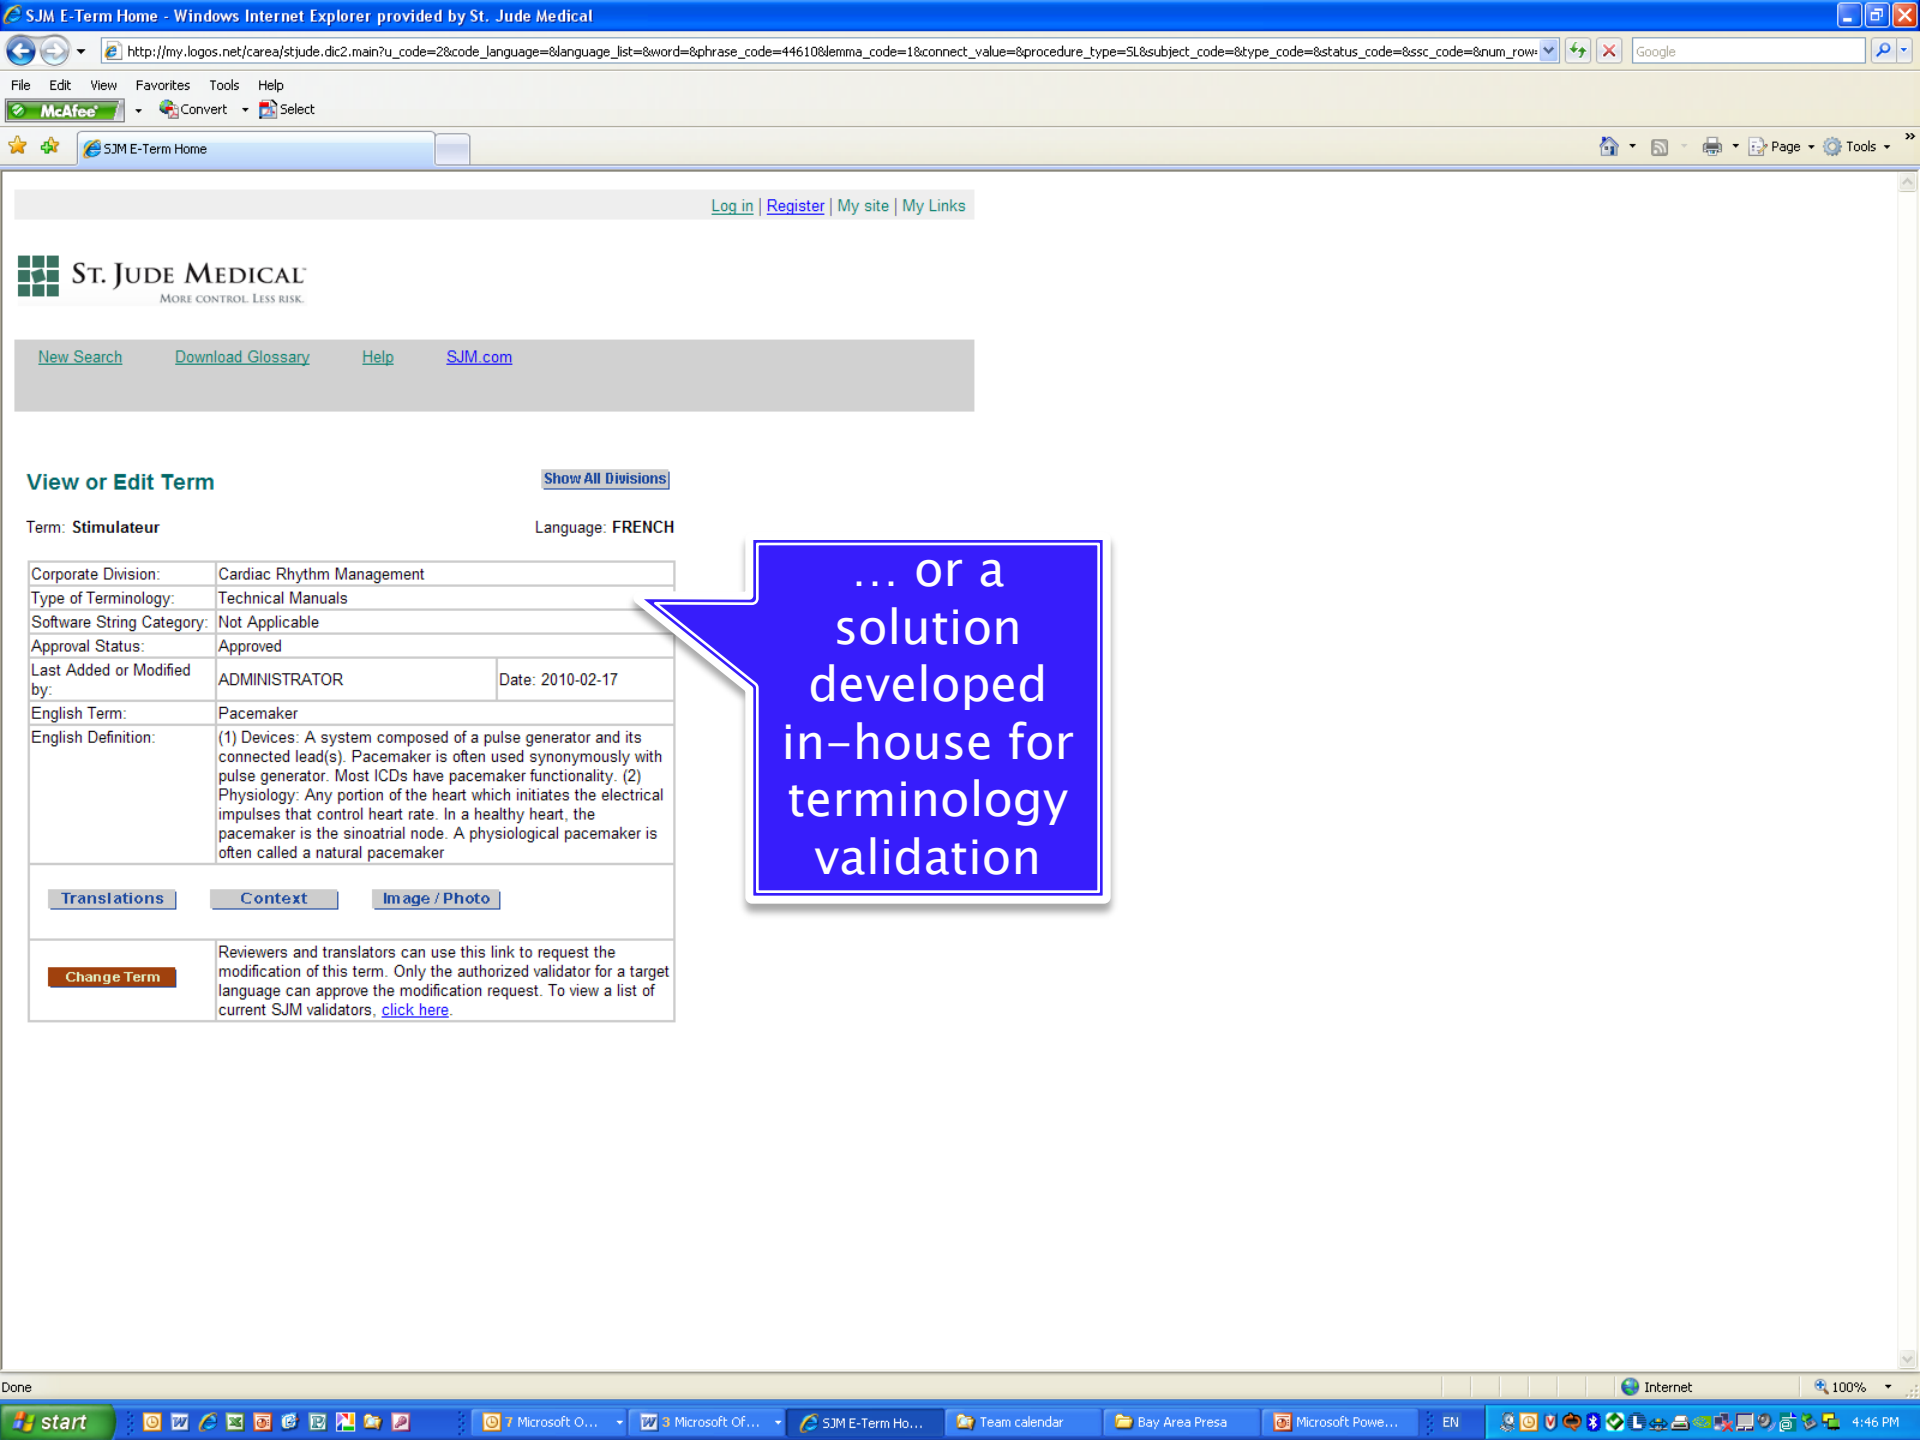 SJM E-Term Home - Windows Internet Explorer provided by St. Jude Medical
http://my.logos.net/carea/stjude.dic2.main?u_code=2&code_language=&language_list=&word=&phrase_code=44610&lemma_code=1&connect_value=&procedure_type=SL&subject_code=&type_code=&status_code=&ssc_code=&num_row=
Google
File Edit View Favorites Tools Help
McAfee Convert Select
SJM E-Term Home
Page Tools
Log in | Register | My site | My Links
ST. JUDE MEDICAL
MORE CONTROL. LESS RISK.
New Search Download Glossary Help SJM.com
View or Edit Term
Show All Divisions
Term: Stimulateur
Language: FRENCH
Corporate Division: Cardiac Rhythm Management
Type of Terminology: Technical Manuals
Software String Category: Not Applicable
Approval Status: Approved
Last Added or Modified
by:
ADMINISTRATOR
Date: 2010-02-17
English Term: Pacemaker
English Definition:
(1) Devices: A system composed of a pulse generator and its
connected lead(s). Pacemaker is often used synonymously with
pulse generator. Most ICDs have pacemaker functionality. (2)
Physiology: Any portion of the heart which initiates the electrical
impulses that control heart rate. In a healthy heart, the
pacemaker is the sinoatrial node. A physiological pacemaker is
often called a natural pacemaker
Translations Context Image / Photo
Change Term
Reviewers and translators can use this link to request the
modification of this term. Only the authorized validator for a target
language can approve the modification request. To view a list of
current SJM validators, click here.
... or a
solution
developed
in-house for
terminology
validation
Done
Internet
100%
start
7 Microsoft O...
3 Microsoft Of...
SJM E-Term Ho...
Team calendar
Bay Area Presa
Microsoft Powe...
EN
4:46 PM